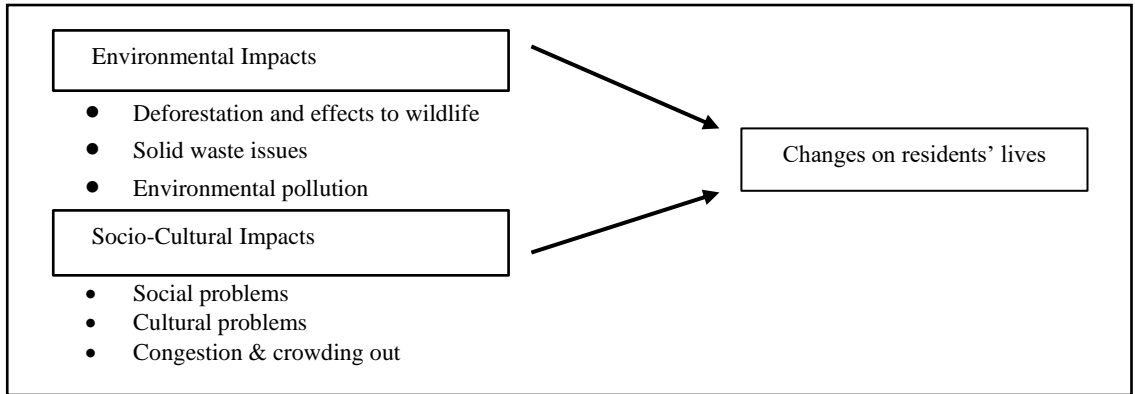 Environmental Impacts
● Deforestation and effects to wildlife
● Solid waste issues
● Environmental pollution
Changes on residents’ lives
Socio-Cultural Impacts
• Social problems
• Cultural problems
• Congestion & crowding out